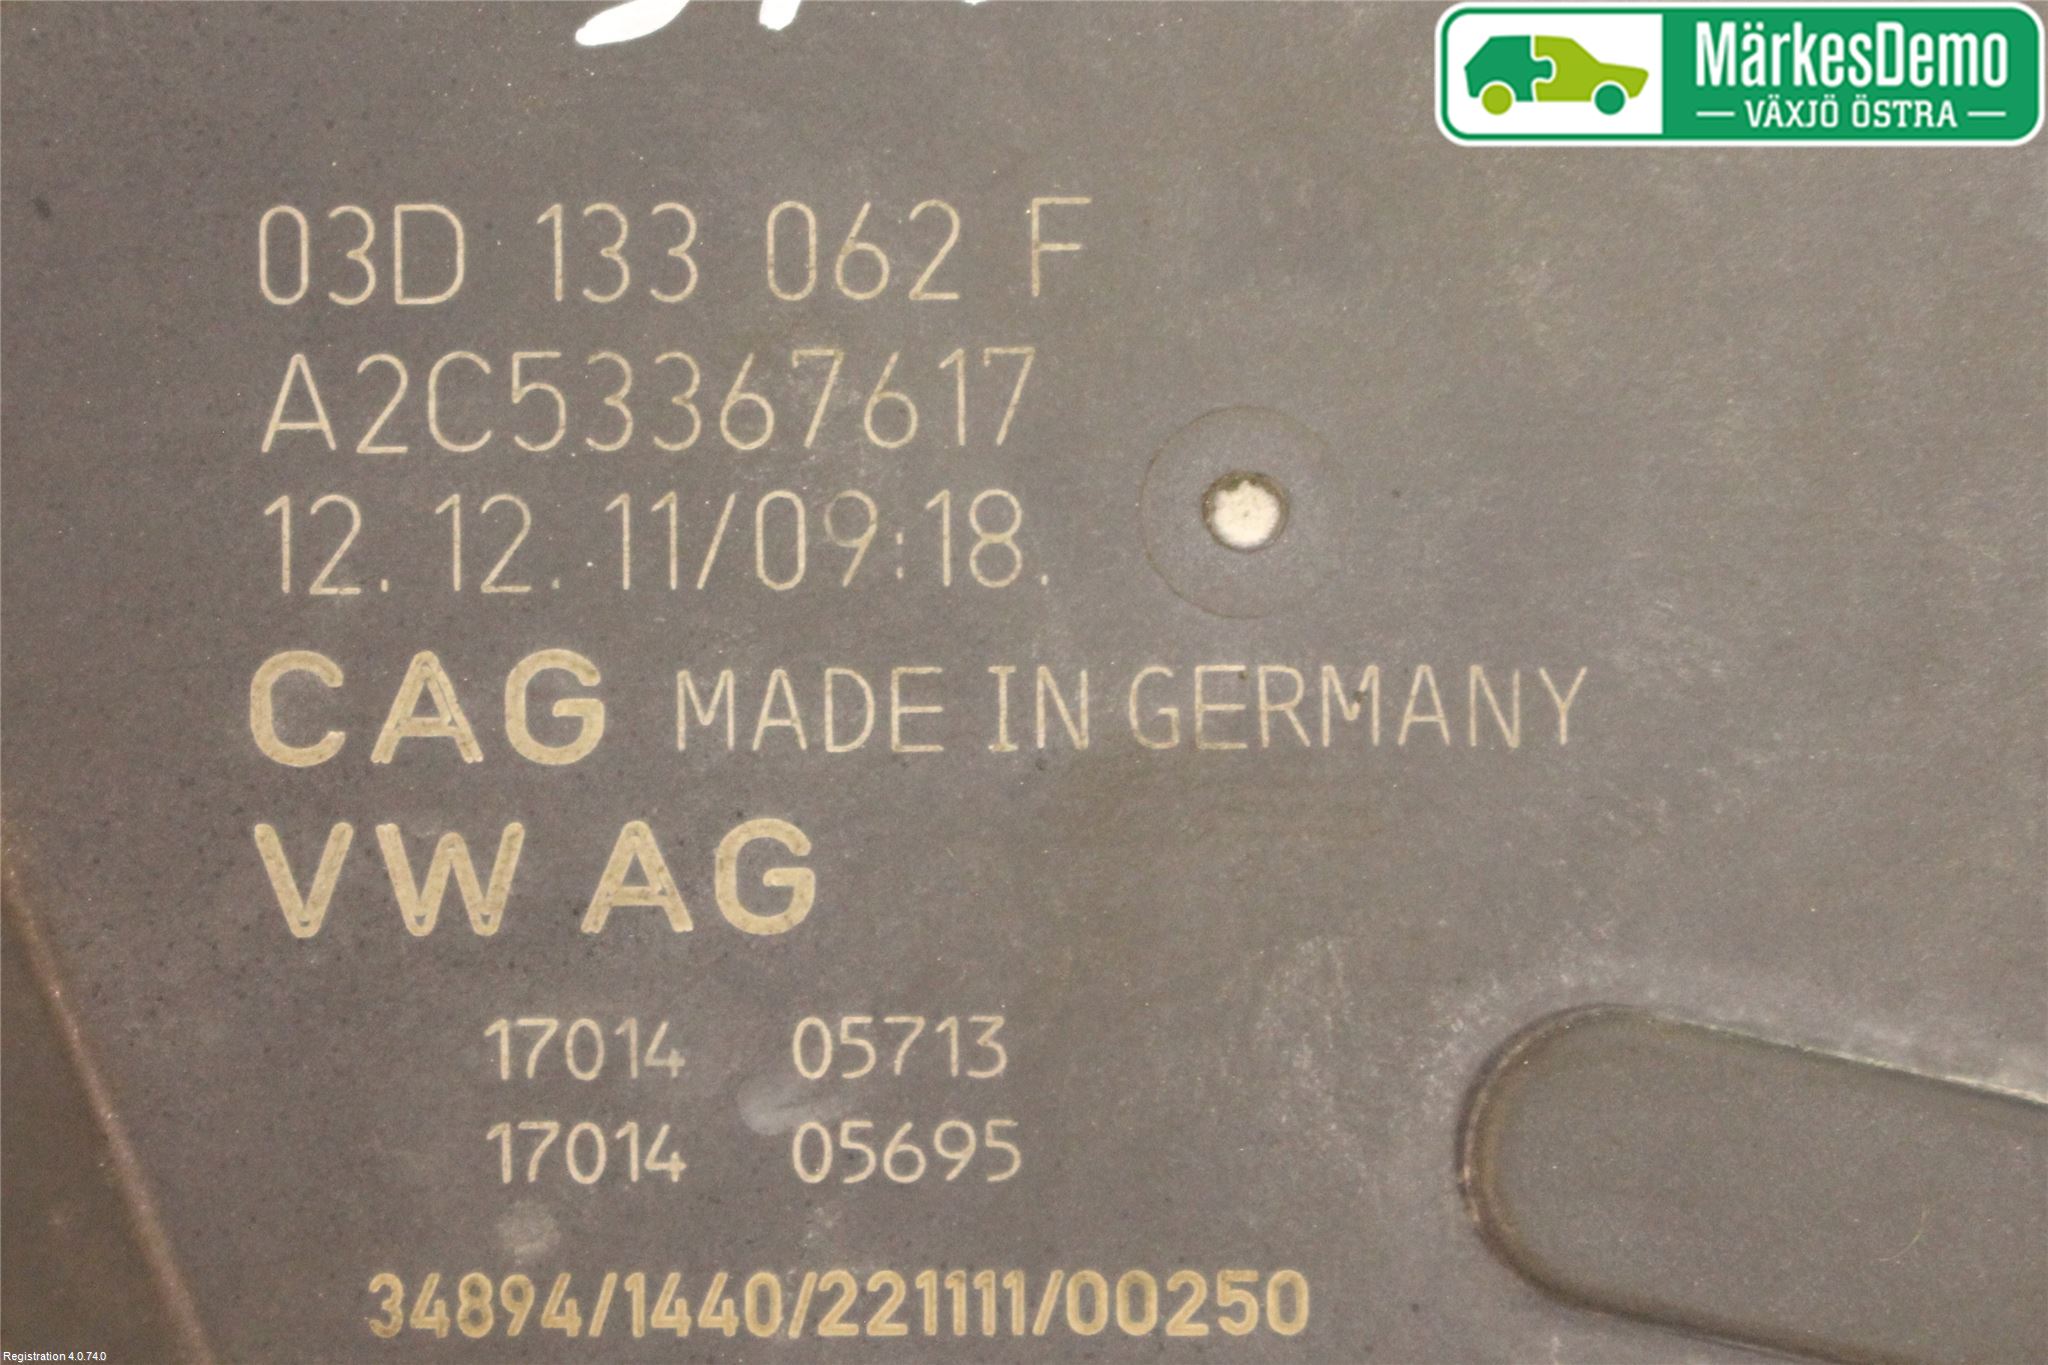 MärkesDemo
VÄXJÖ ÖSTRA
03D 133 062 F
A2C53367617
12.12.11/09:18.
CAG MADE IN GERMANY
VW AG
17014 05713
17014 05695
34894/1440/221111/00250
Registration 4.0.74.0